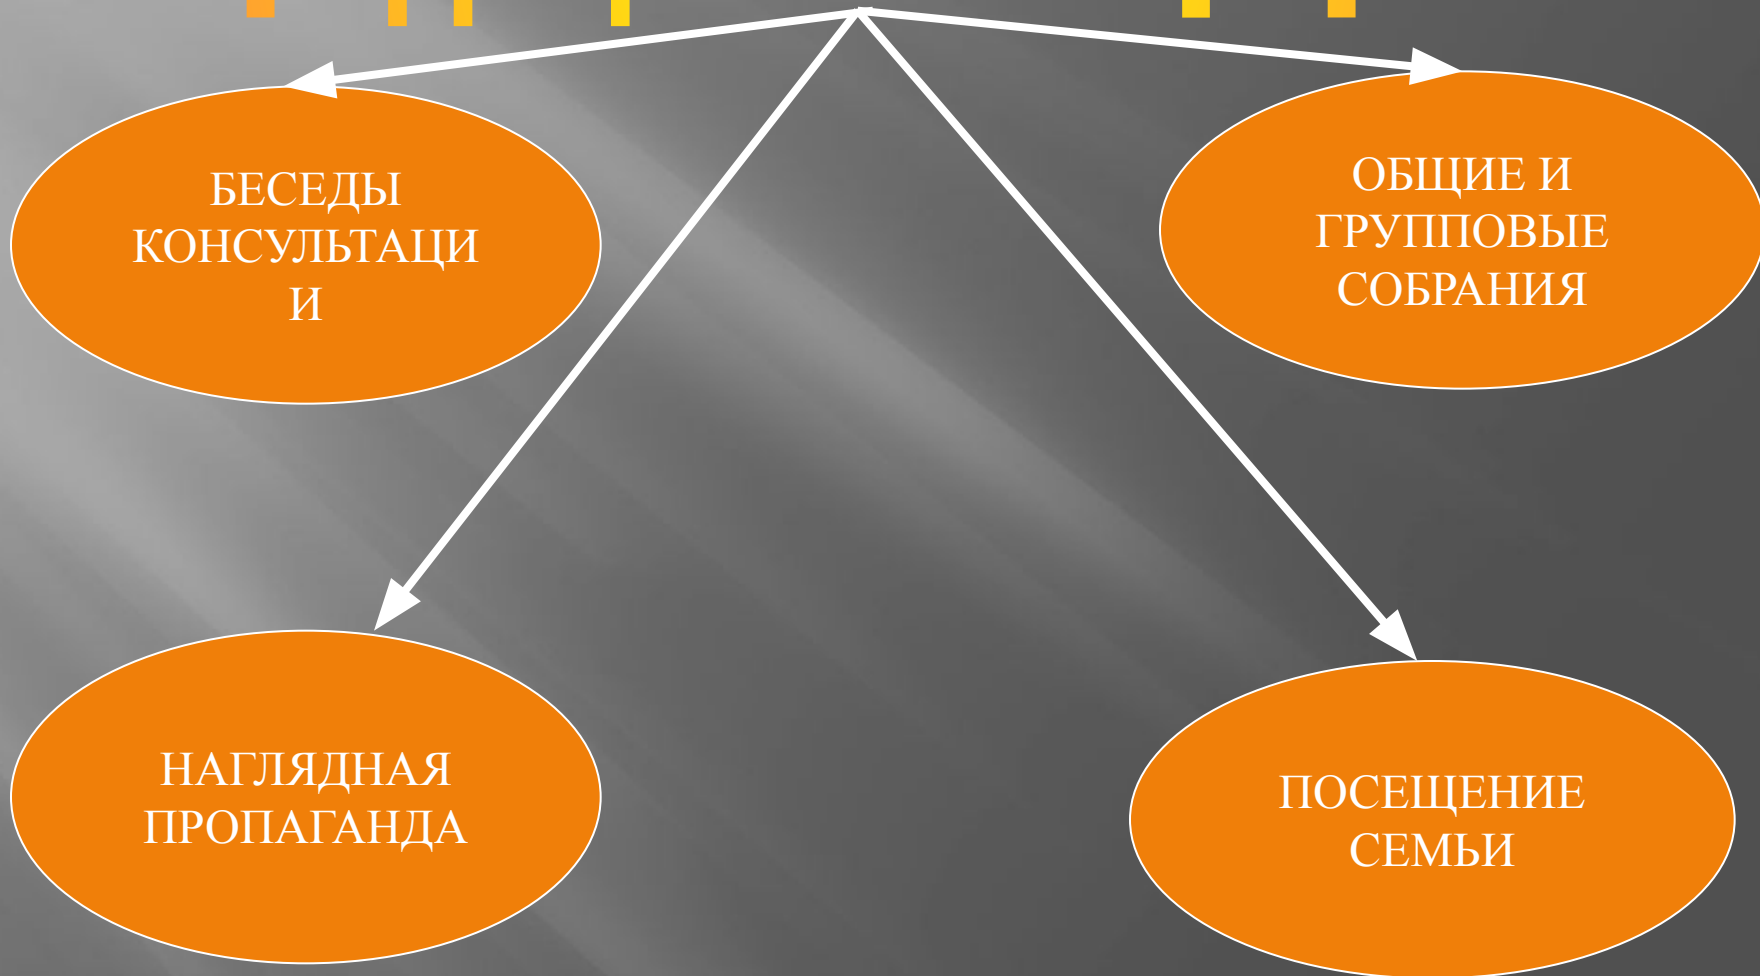 БЕСЕДЫ
КОНСУЛЬТАЦИ
И
ОБЩИЕ И
ГРУППОВЫЕ
СОБРАНИЯ
НАГЛЯДНАЯ
ПРОПАГАНДА
ПОСЕЩЕНИЕ
СЕМЬИ